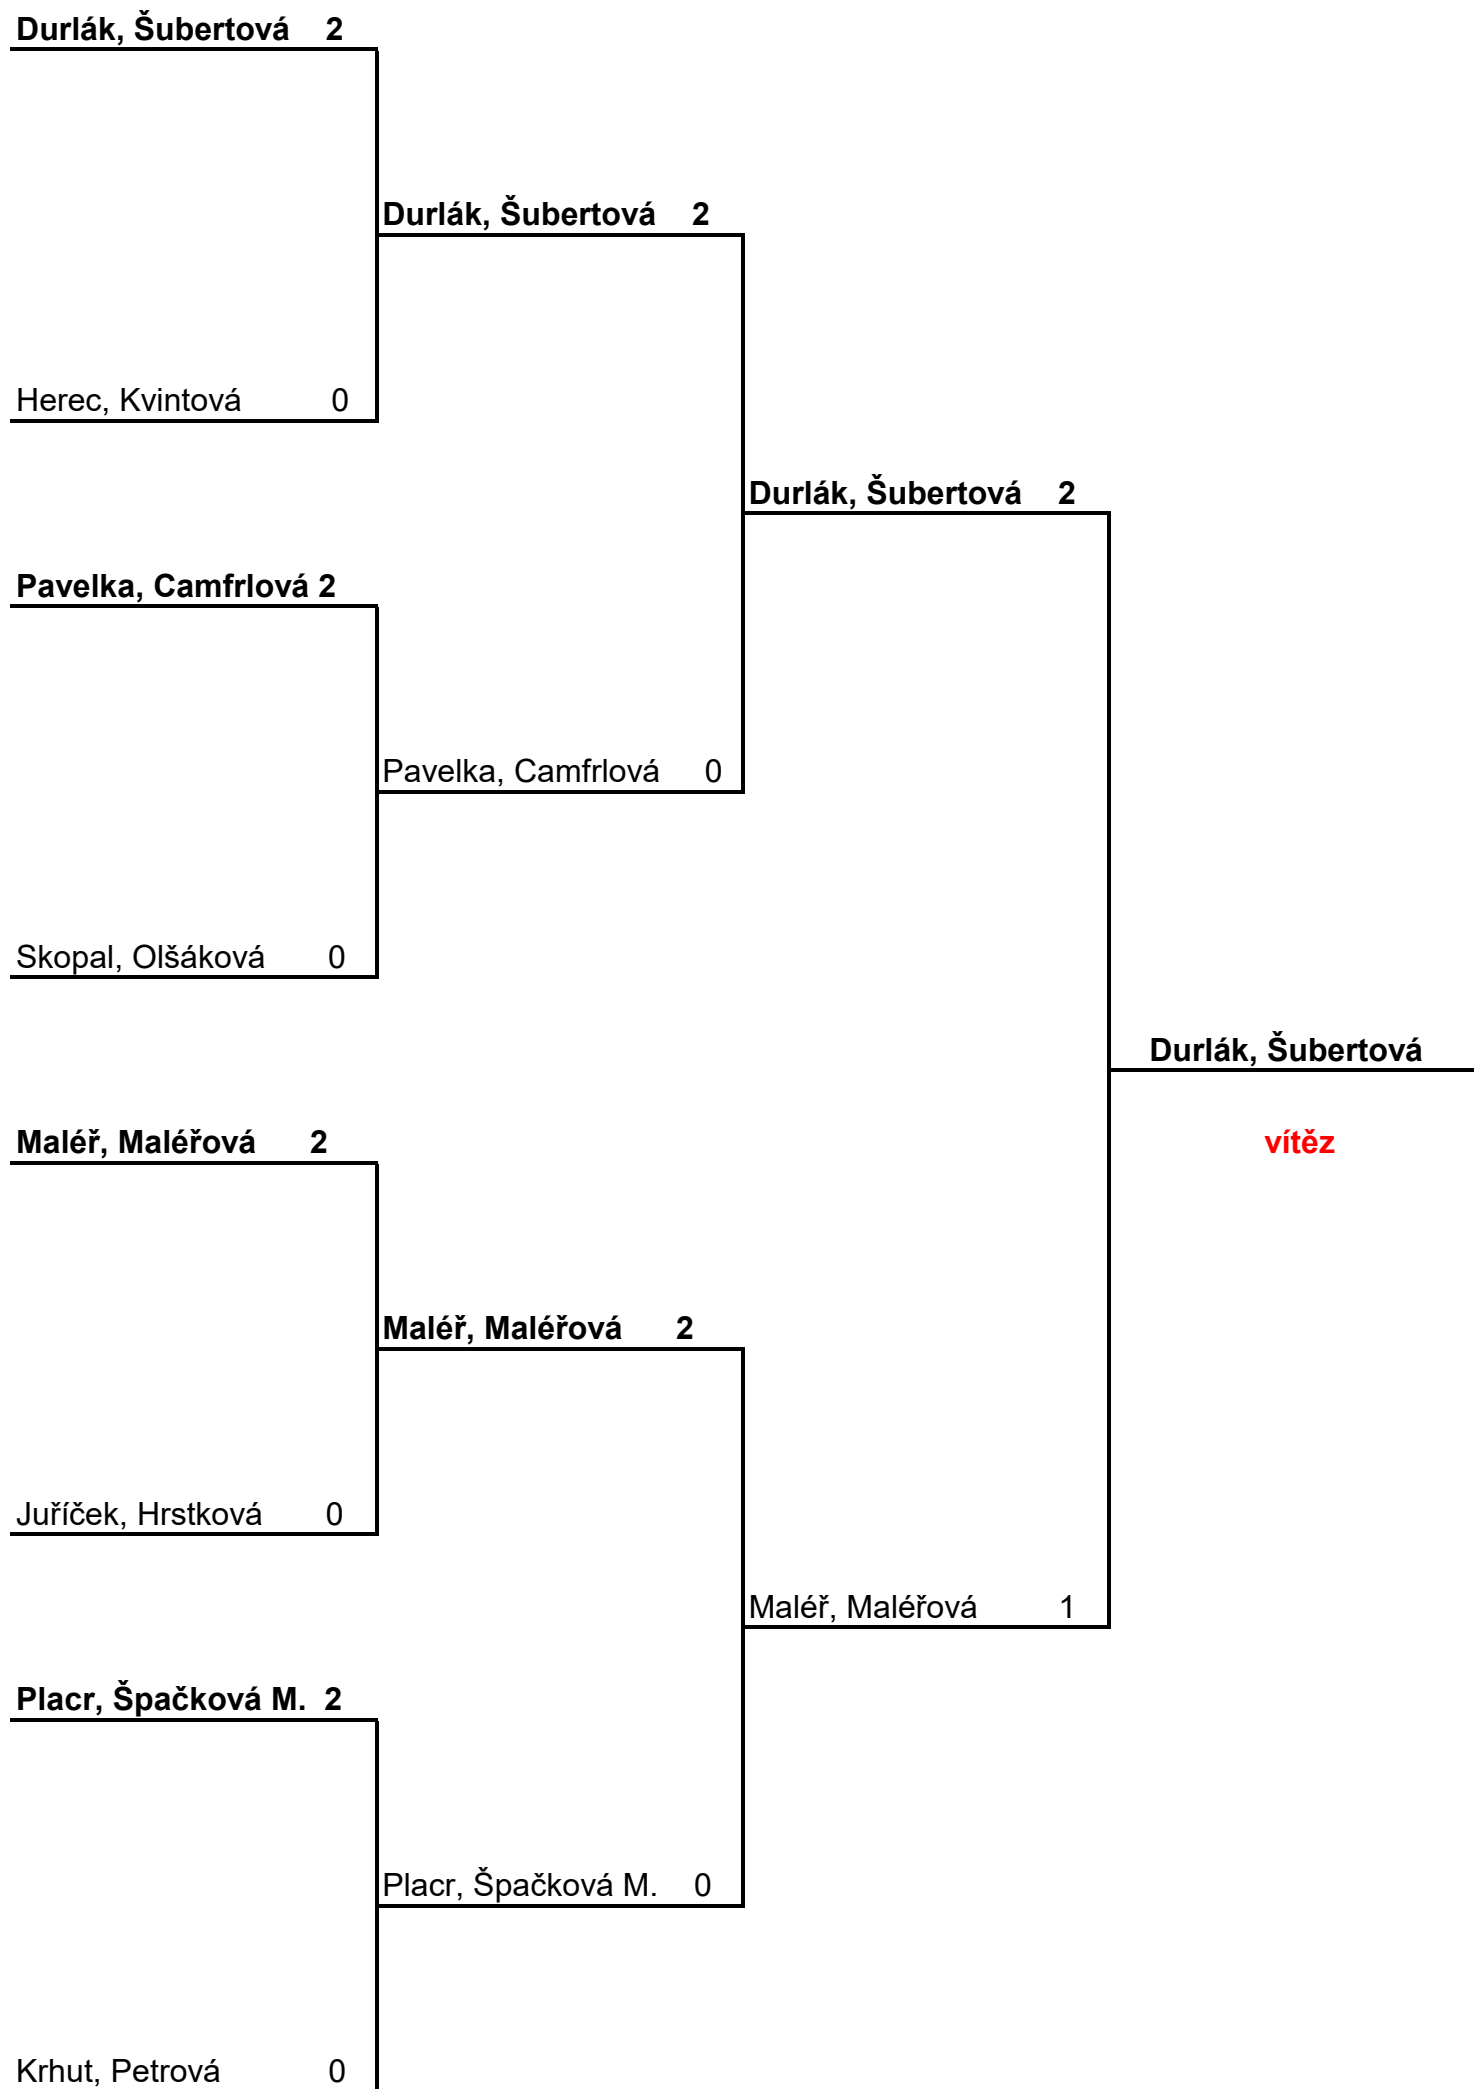 Durlák, Šubertová 2
Durlák, Šubertová 2
Herec, Kvintová 0
Durlák, Šubertová 2
Pavelka, Camfrlová 2
Pavelka, Camfrlová 0
Skopal, Olšáková 0
Durlák, Šubertová
Maléř, Maléřová 2
vítěz
Maléř, Maléřová 2
Juříček, Hrstková 0
Maléř, Maléřová 1
Placr, Špačková M. 2
Placr, Špačková M. 0
Krhut, Petrová 0